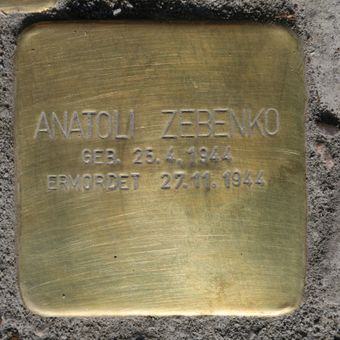 ANATOLI ZEBENKO
GEB. 25.4.1944
ERMORDET 27.11.1944